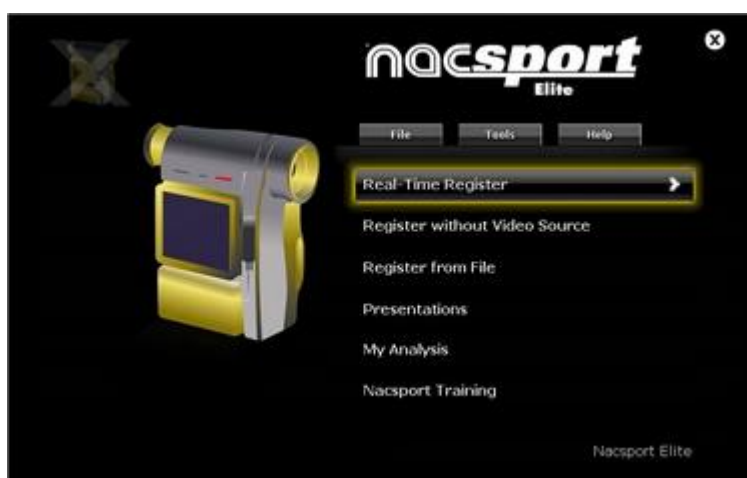 nacsport
Elite
File Tools Help
Real-Time Register
Register without Video Source
Register from File
Presentations
My Analysis
Nacsport Training
Nacsport Elite